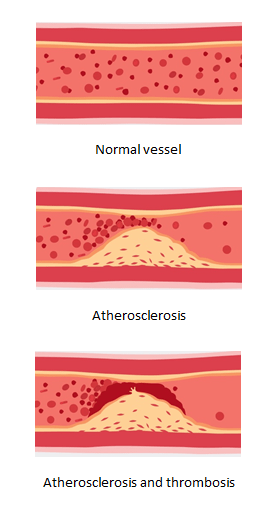 Normal vessel
Atherosclerosis
Atherosclerosis and thrombosis